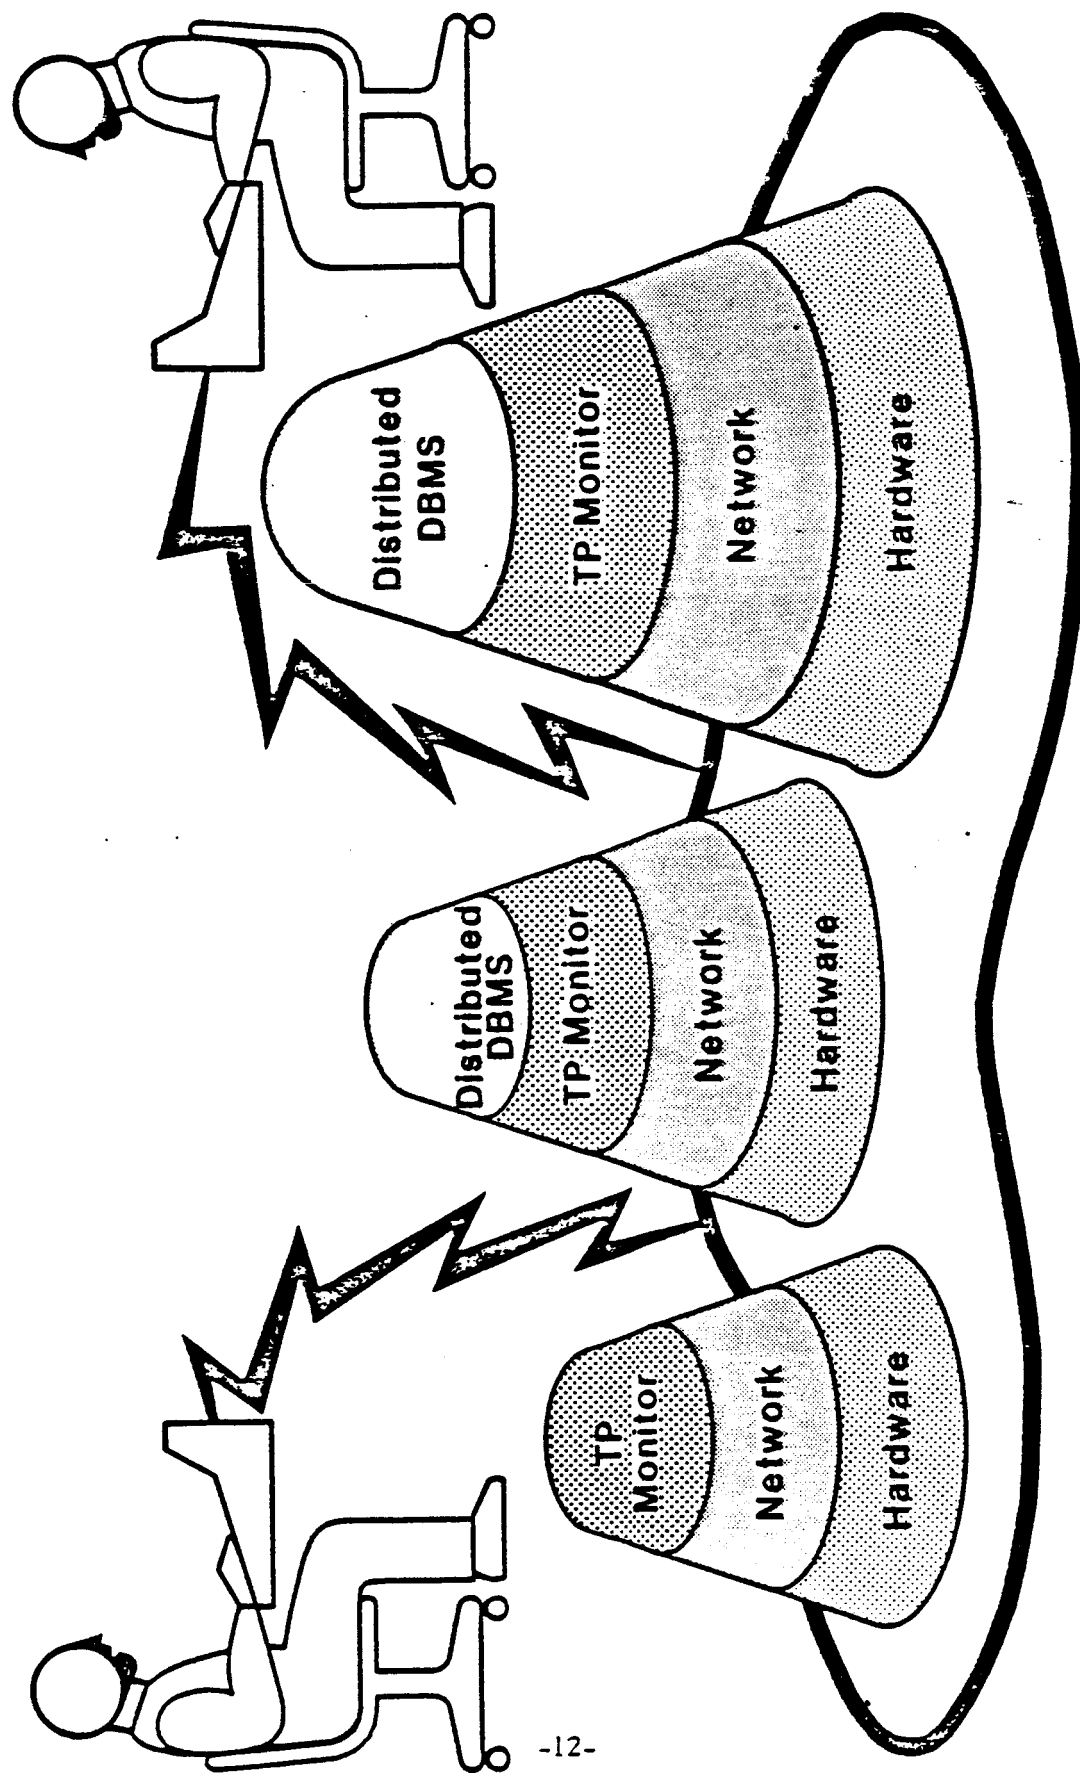 TP
Monitor
Network
Hardware
Distributed
DBMS
TP Monitor
Network
Hardware
Distributed
DBMS
TP Monitor
Network
Hardware
-12-